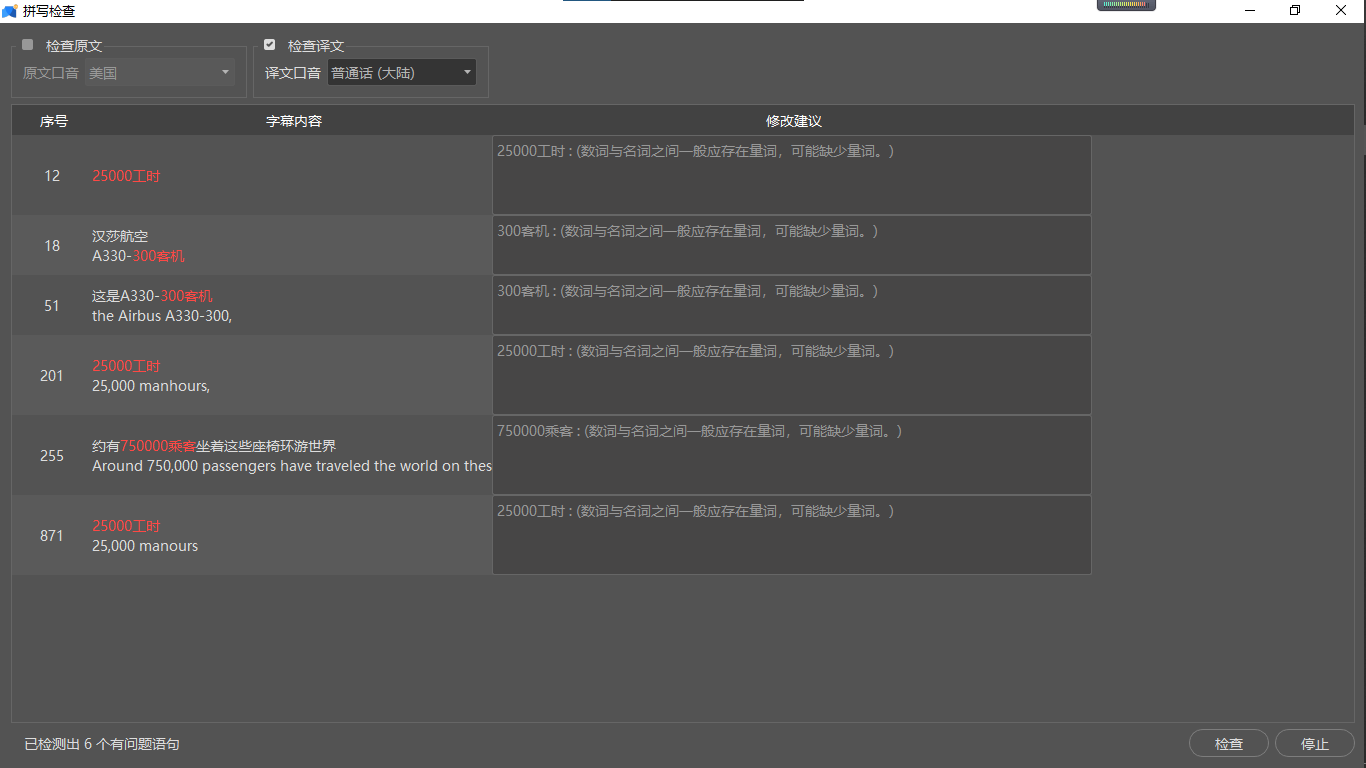 拼写检查
检查原文
检查译文
原文口音 美国
译文口音 普通话 (大陆)
序号 字幕内容 修改建议
12 25000工时 25000工时 : (数词与名词之间一般应存在量词，可能缺少量词。)
18 汉莎航空
A330-300客机
300客机 : (数词与名词之间一般应存在量词，可能缺少量词。)
51 这是A330-300客机
the Airbus A330-300,
300客机 : (数词与名词之间一般应存在量词，可能缺少量词。)
201 25000工时
25,000 manhours,
25000工时 : (数词与名词之间一般应存在量词，可能缺少量词。)
255 约有750000乘客坐着这些座椅环游世界
Around 750,000 passengers have traveled the world on thes
750000乘客 : (数词与名词之间一般应存在量词，可能缺少量词。)
871 25000工时
25,000 manours
25000工时 : (数词与名词之间一般应存在量词，可能缺少量词。)
已检测出 6 个有问题语句
检查
停止